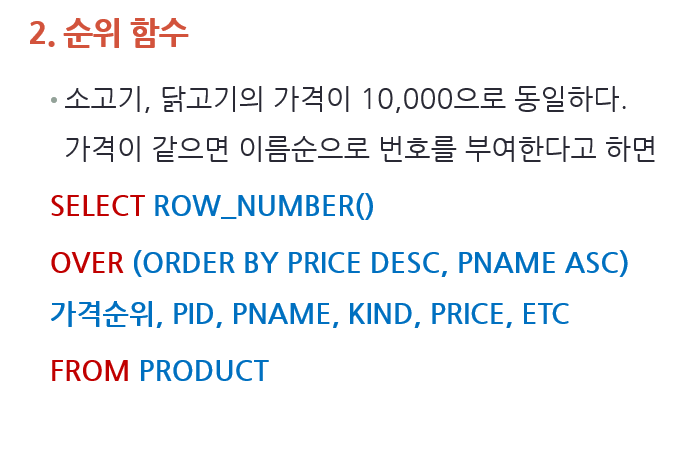 2. 순위 함수
• 소고기, 닭고기의 가격이 10,000으로 동일하다.
가격이 같으면 이름순으로 번호를 부여한다고 하면
SELECT ROW_NUMBER()
OVER (ORDER BY PRICE DESC, PNAME ASC)
가격순위, PID, PNAME, KIND, PRICE, ETC
FROM PRODUCT